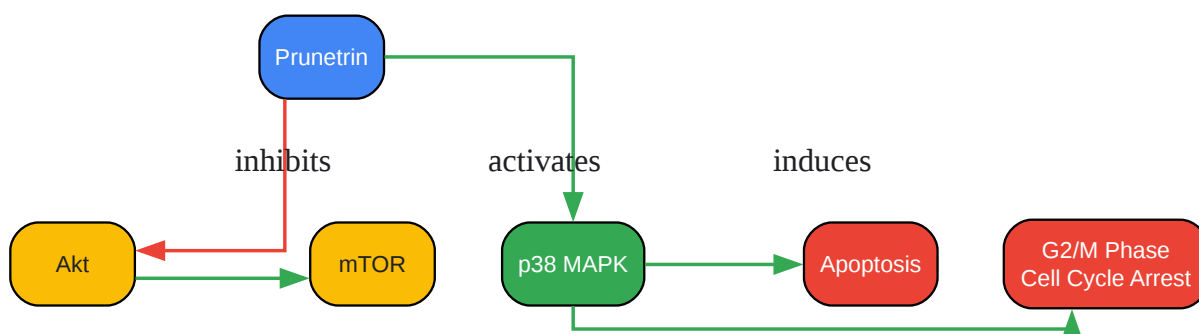 Prunetrin
inhibits
activates
induces
Akt
mTOR
p38 MAPK
Apoptosis
G2/M Phase
Cell Cycle Arrest